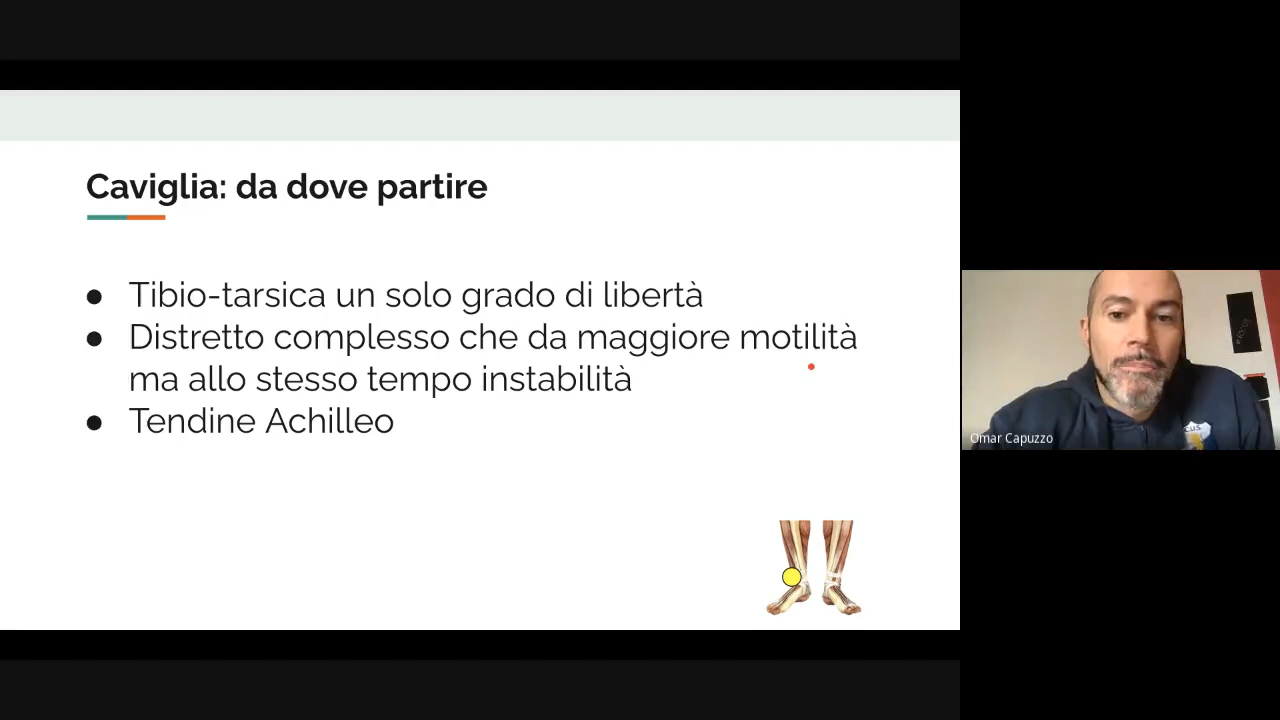 Caviglia: da dove partire
● Tibio-tarsica un solo grado di libertà
● Distretto complesso che da maggiore motilità
ma allo stesso tempo instabilità
● Tendine Achilleo
Omar Capuzzo